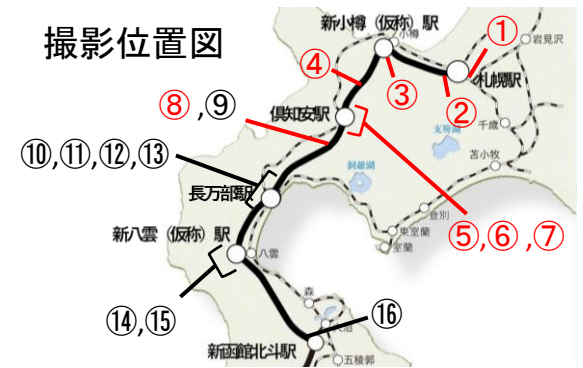 撮影位置図
新小樽（仮称）駅
小樽
①
岩見沢
④
③
②
札幌駅
⑧,⑨
倶知安駅
千歳
支笏湖
苫小牧
⑩,⑪,⑫,⑬
洞爺湖
長万部駅
登別
東室蘭
室蘭
⑤,⑥,⑦
新八雲（仮称）駅
八雲
⑭,⑮
森
⑯
大沼
新函館北斗駅
五稜郭